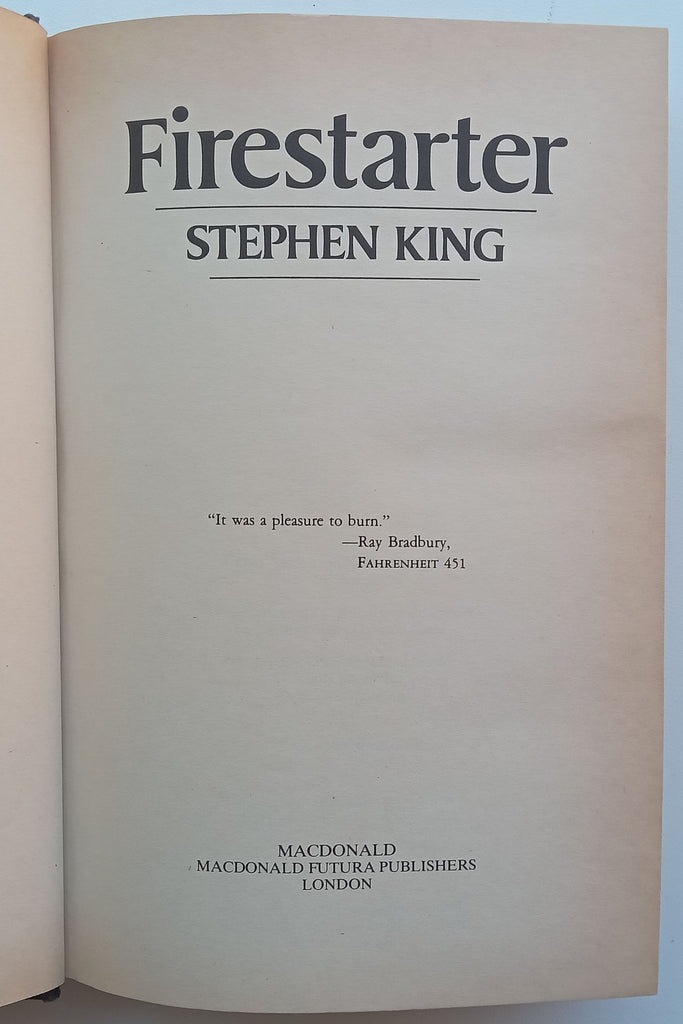 Firestarter
STEPHEN KING
“It was a pleasure to burn.”
—Ray Bradbury,
FAHRENHEIT 451
MACDONALD
MACDONALD FUTURA PUBLISHERS
LONDON